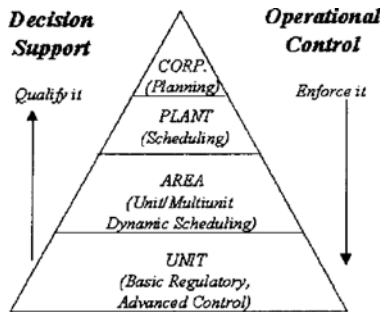 Decision
Support
Operational
Control
Qualify it
Enforce it
CORP.
(Planning)
PLANT
(Scheduling)
AREA
(Unit/Multiunit
Dynamic Scheduling)
UNIT
(Basic Regulatory,
Advanced Control)